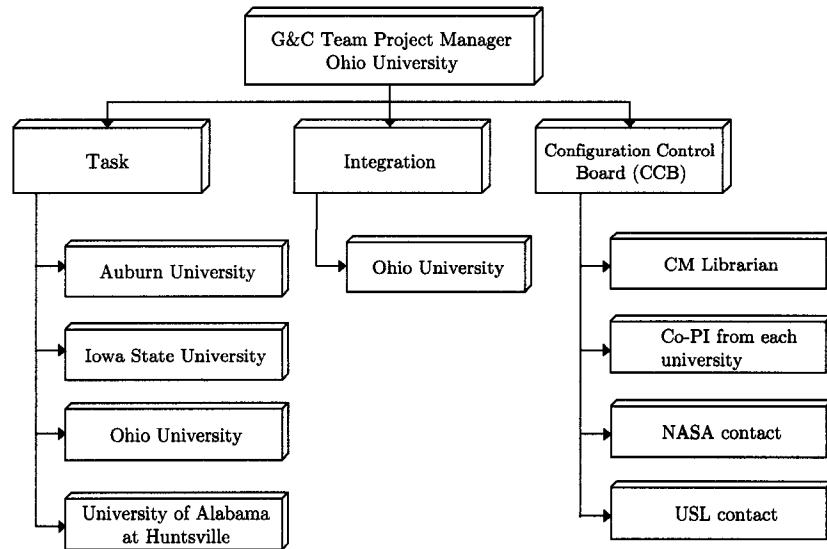 G&C Team Project Manager
Ohio University
Task
Integration
Configuration Control
Board (CCB)
Auburn University
Iowa State University
Ohio University
University of Alabama
at Huntsville
Ohio University
CM Librarian
Co-PI from each
university
NASA contact
USL contact